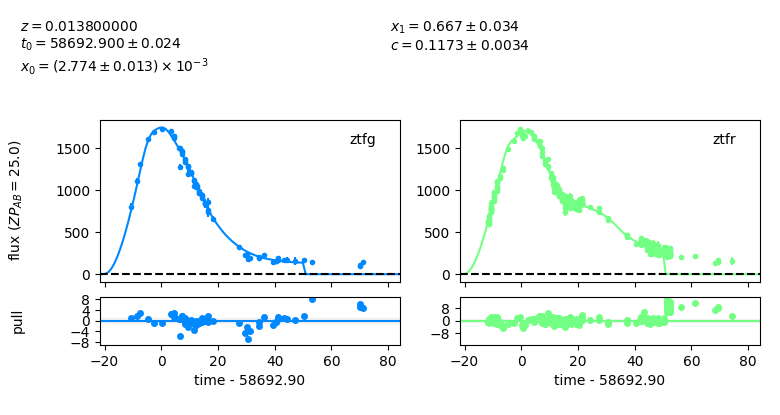 z = 0.013800000
t₀ = 58692.900 ± 0.024
x₀ = (2.774 ± 0.013) × 10⁻³
x₁ = 0.667 ± 0.034
c = 0.1173 ± 0.0034
flux (ZP_AB = 25.0)
1500
1000
500
0
ztfg
1500
1000
500
0
ztfr
pull
8
4
0
−4
−8
−20 0 20 40 60 80
time - 58692.90
8
4
0
−4
−8
−20 0 20 40 60 80
time - 58692.90